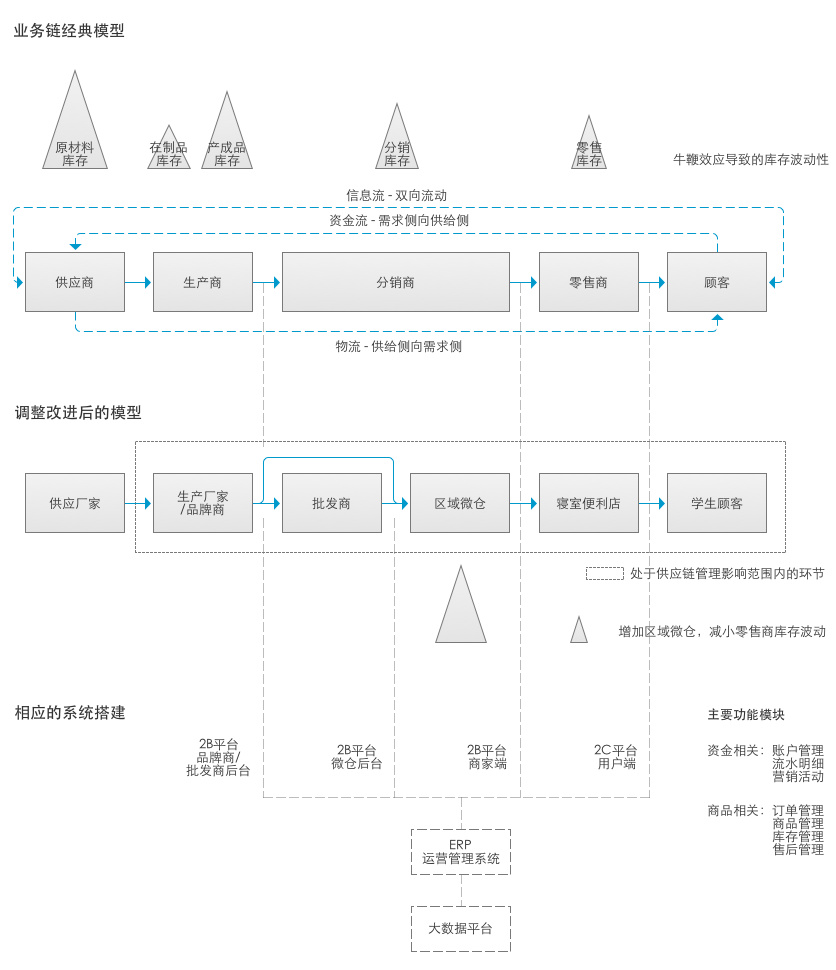 业务链经典模型
原材料
库存
在制品
库存
产成品
库存
分销
库存
零售
库存
牛鞭效应导致的库存波动性
信息流 - 双向流动
资金流 - 需求侧向供给侧
供应商
生产商
分销商
零售商
顾客
物流 - 供给侧向需求侧
调整改进后的模型
供应厂家
生产厂家
/品牌商
批发商
区域微仓
寝室便利店
学生顾客
处于供应链管理影响范围内的环节
增加区域微仓，减小零售商库存波动
相应的系统搭建
2B平台
品牌商/
批发商后台
2B平台
微仓后台
2B平台
商家端
2C平台
用户端
主要功能模块
资金相关：账户管理
流水明细
营销活动
商品相关：订单管理
商品管理
库存管理
售后管理
ERP
运营管理系统
大数据平台